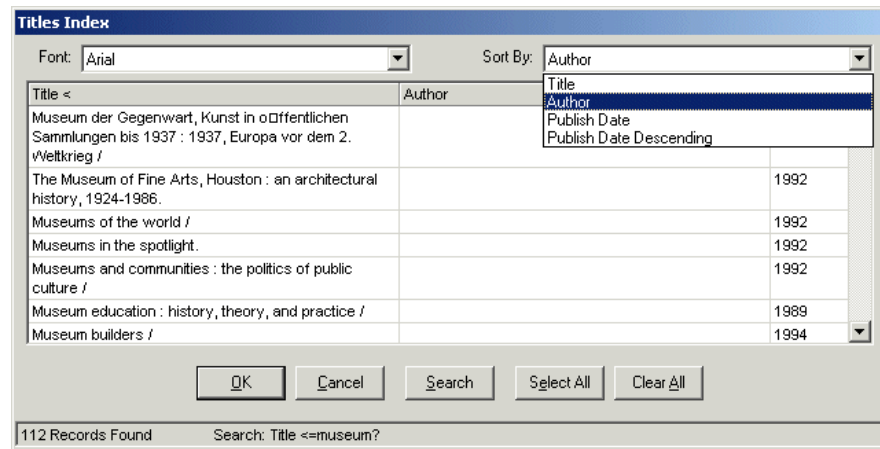 Titles Index
Font: Arial Sort By: Author
Title
Author
Publish Date
Publish Date Descending
Title < Author
Museum der Gegenwart, Kunst in o□ffentlichen
Sammlungen bis 1937 : 1937, Europa vor dem 2.
Weltkrieg /
The Museum of Fine Arts, Houston : an architectural 1992
history, 1924-1986.
Museums of the world / 1992
Museums in the spotlight. 1992
Museums and communities : the politics of public 1992
culture /
Museum education : history, theory, and practice / 1989
Museum builders / 1994
OK Cancel Search Select All Clear All
112 Records Found Search: Title <=museum?